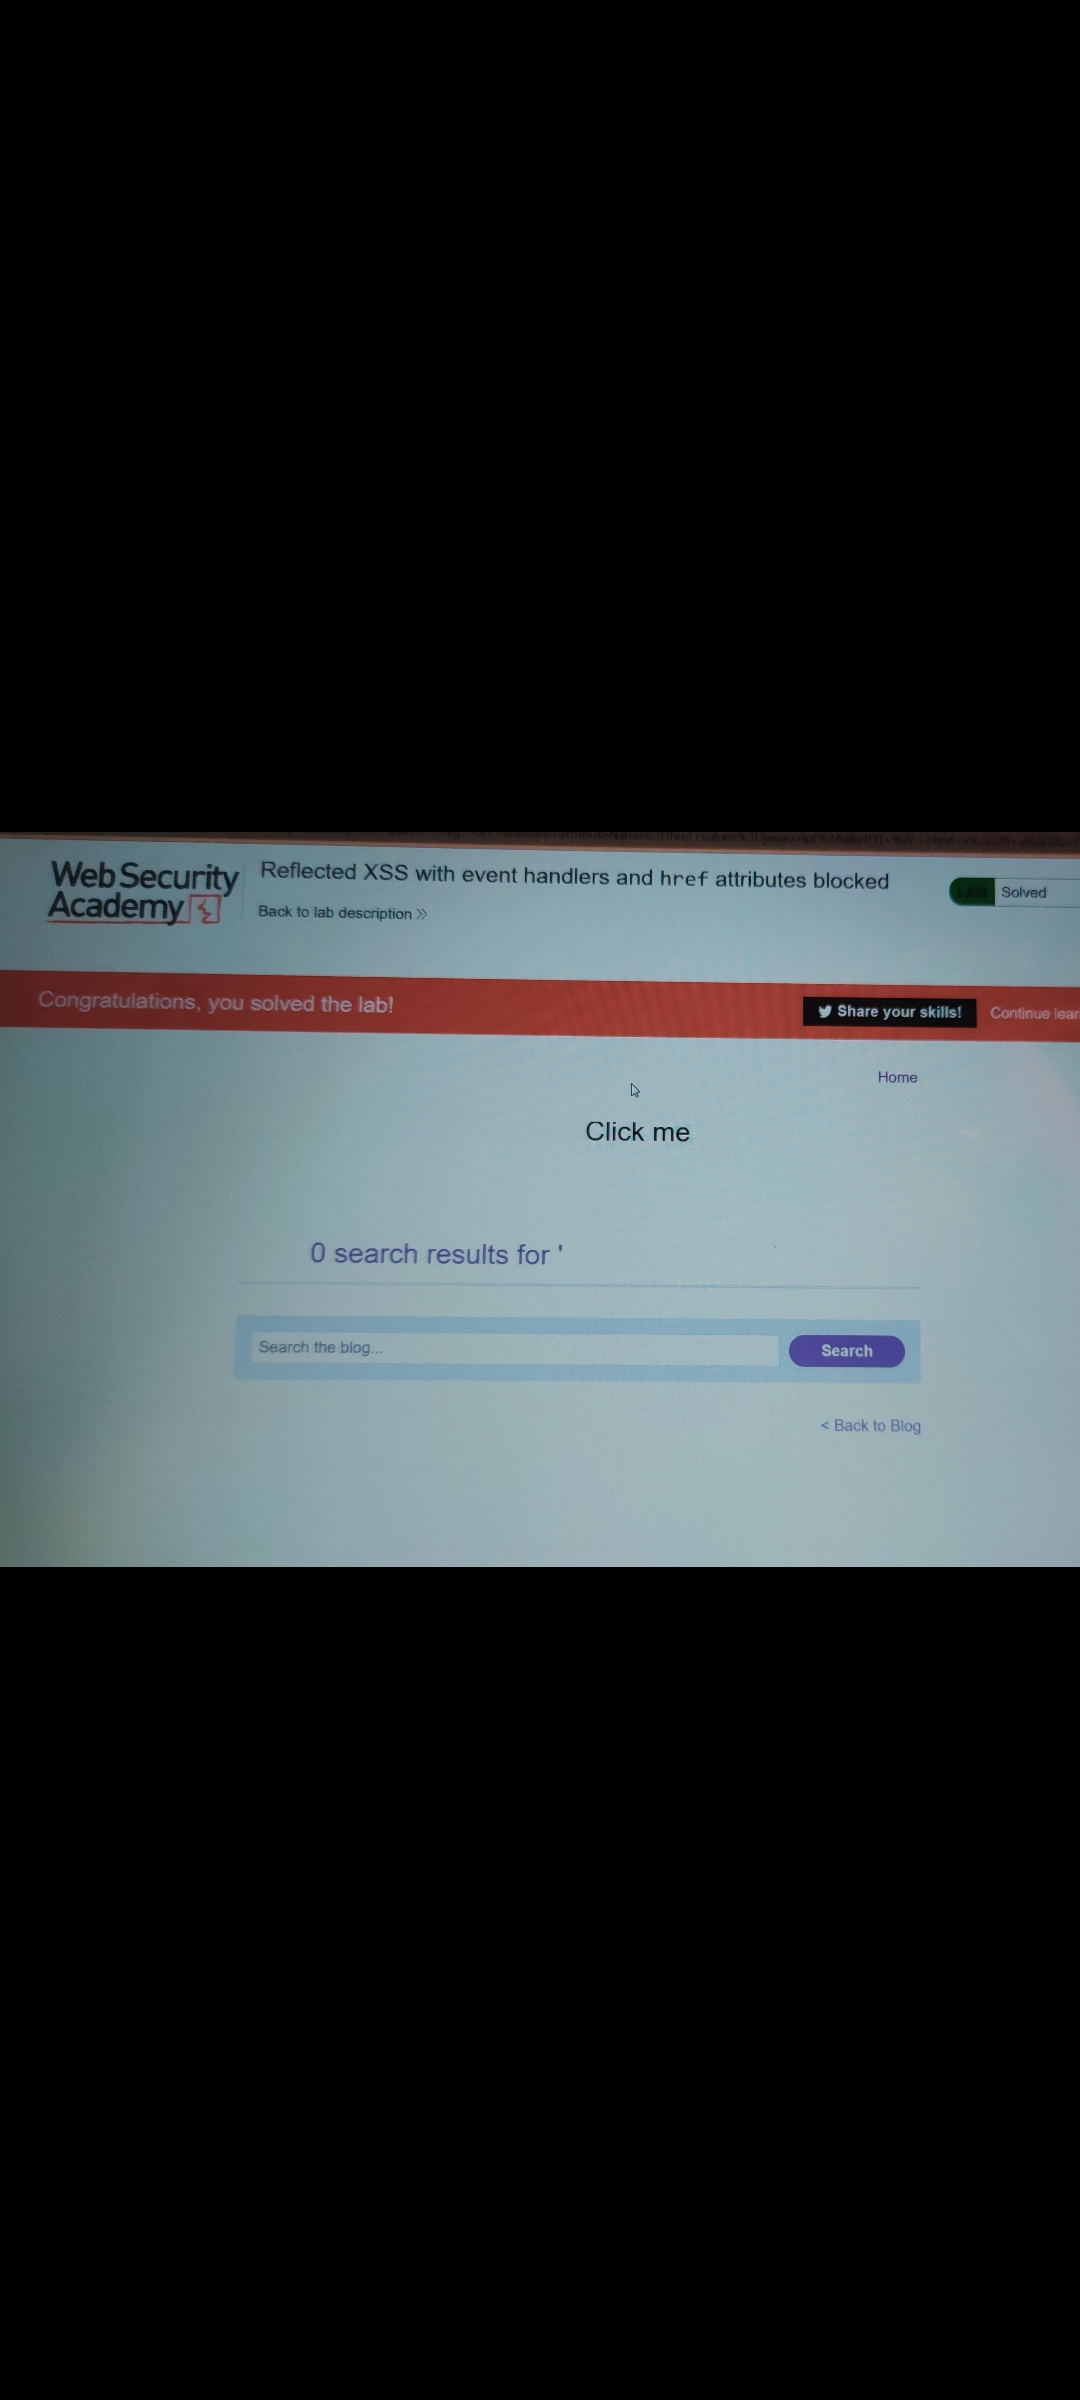 Web Security
Academy
Reflected XSS with event handlers and href attributes blocked
Back to lab description >>
LAB
Solved
Congratulations, you solved the lab!
Share your skills!
Continue lear
Home
Click me
0 search results for '
Search the blog...
Search
< Back to Blog